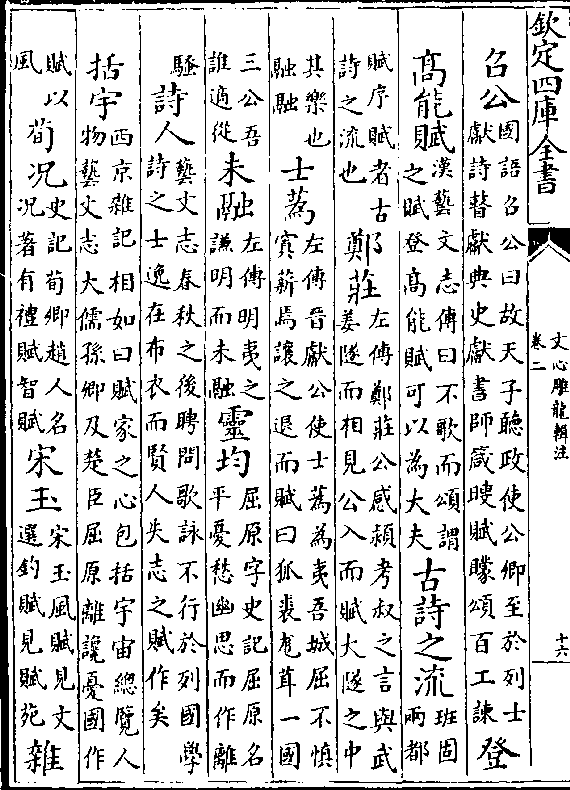 欽定四庫全書
文心雕龍輯注
卷二
十六
召公國語召公曰故天子聽政使公卿至於列士獻詩瞽獻典史獻書師箴瞍賦矇頌百工諫登
高能賦漢藝文志傳曰不歌而頌謂之賦登高能賦可以為大夫古詩之流班固兩都
賦序賦者古詩之流也鄭莊左傳鄭莊公感頴考叔之言與武姜隧而相見公入而賦大隧之中
其樂也融融士蒍左傳晉獻公使士蒍為夷吾城屈不慎寘薪焉讓之退而賦曰狐裘尨茸一國
三公吾誰適從未融左傳明夷之謙明而未融靈均屈原字史記屈原名平憂愁幽思而作離
騷詩人藝文志春秋之後聘問歌詠不行於列國學詩之士逸在布衣而賢人失志之賦作矣
括宇西京雜記相如曰賦家之心包括宇宙總覽人物藝文志大儒孫卿及楚臣屈原離讒憂國作
賦以風荀况史記荀卿趙人名况著有禮賦智賦宋玉宋玉風賦見文選釣賦見賦苑雜